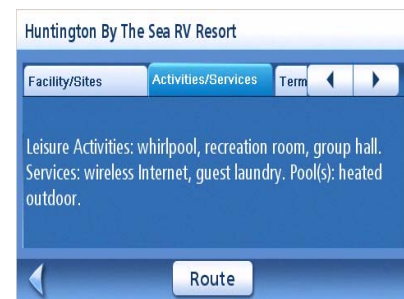 Huntington By The Sea RV Resort
Facility/Sites Activities/Services Term
Leisure Activities: whirlpool, recreation room, group hall.
Services: wireless Internet, guest laundry. Pool(s): heated
outdoor.
Route